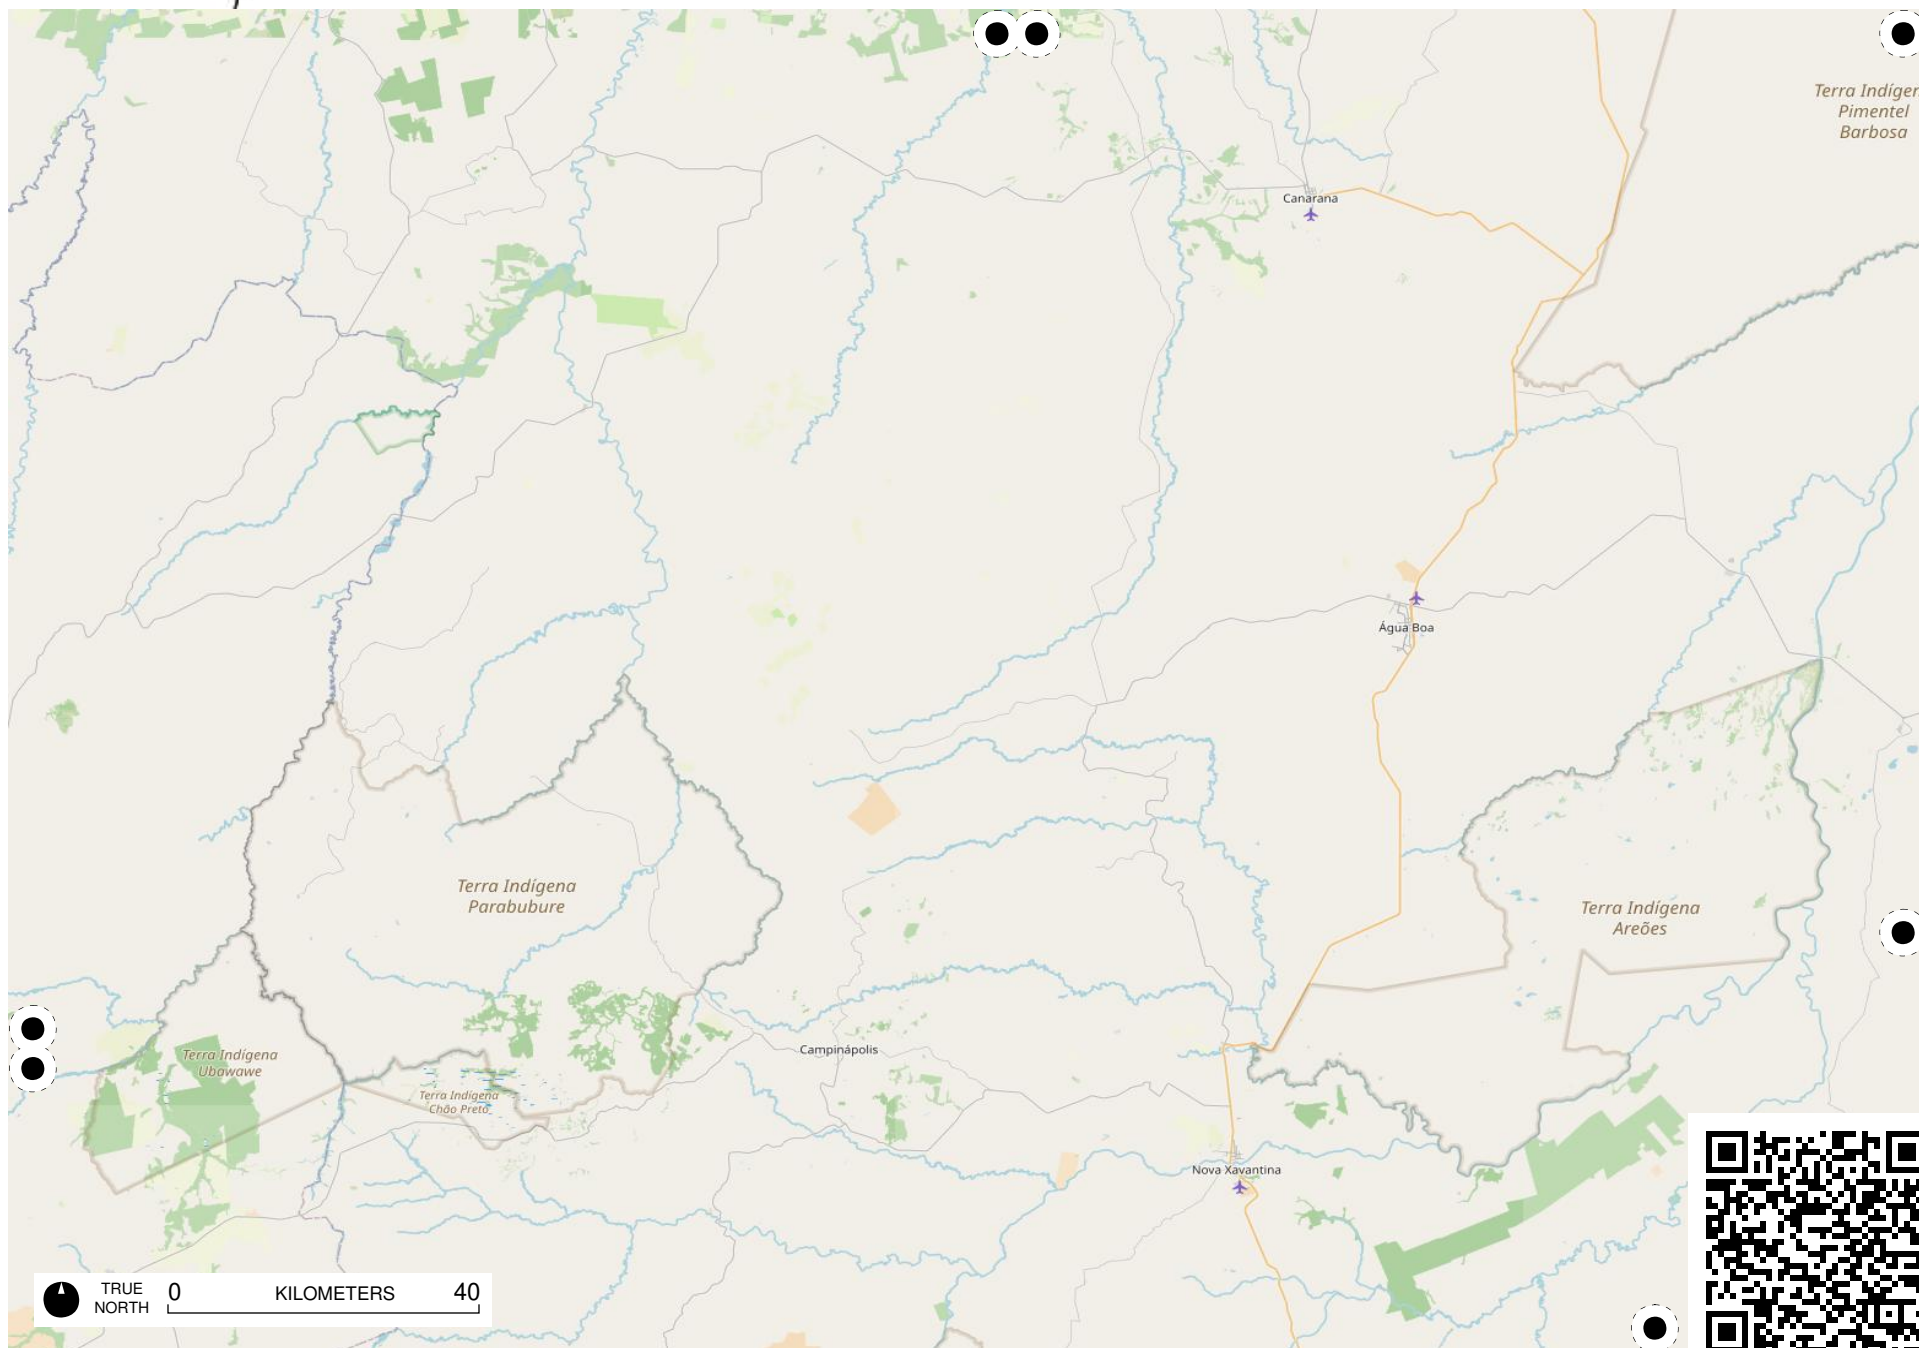 Terra Indígen
Pimentel
Barbosa
Canarana
Água Boa
Terra Indígena
Parabubure
Terra Indígena
Areões
Terra Indígena
Ubawawe
Campinápolis
Terra Indígena
Chão Preto
Nova Xavantina
TRUE
NORTH
0 KILOMETERS 40